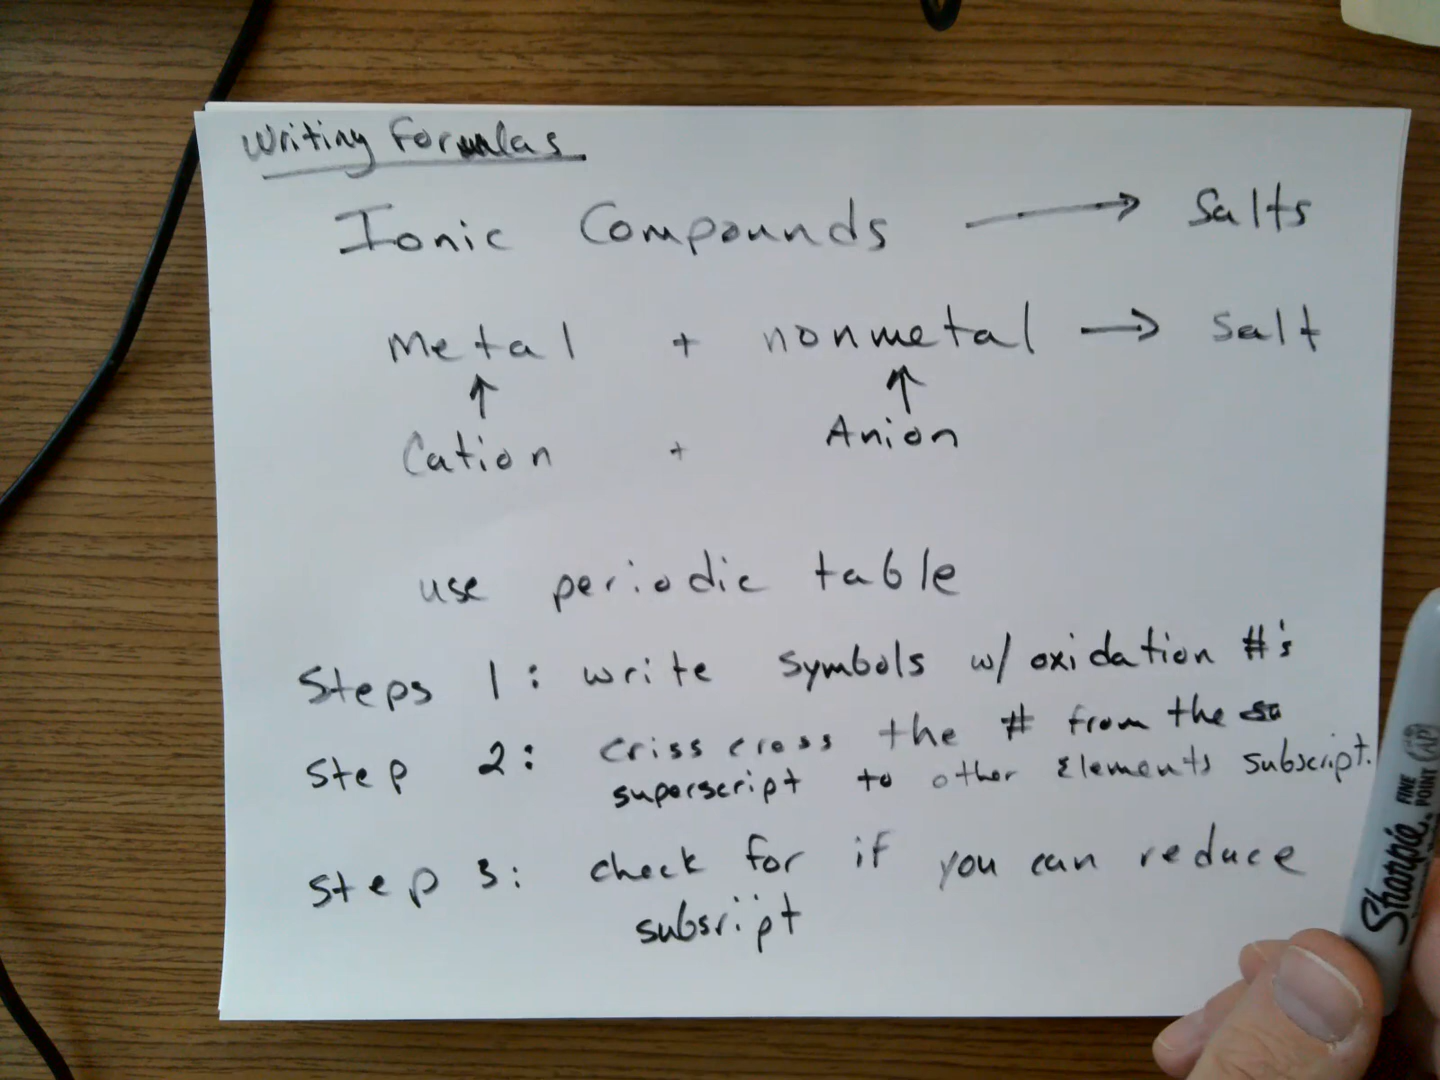 Writing Formulas
Ionic Compounds → Salts
Metal + nonmetal → Salt
↑ ↑
Cation + Anion
use periodic table
Steps 1: write symbols w/ oxidation #'s
Step 2: criss cross the # from the
superscript to other Elements subscript.
Step 3: check for if you can reduce
subsript
Sharpie.
FINE
POINT
AP